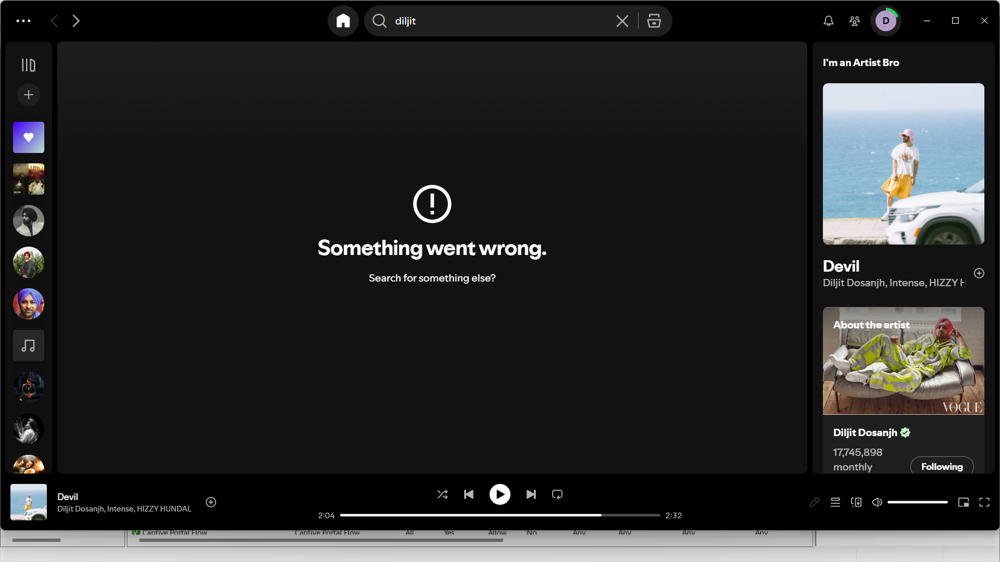 diljit
D
I'm an Artist Bro
Something went wrong.
Search for something else?
Devil
Diljit Dosanjh, Intense, HIZZY H
About the artist
VOGUE
Diljit Dosanjh
17,745,898
monthly
Following
Devil
Diljit Dosanjh, Intense, HIZZY HUNDAL
2:04
2:32
Captive Portal Flow Captive Portal Flow All Yes Allow No Any Any Any Any